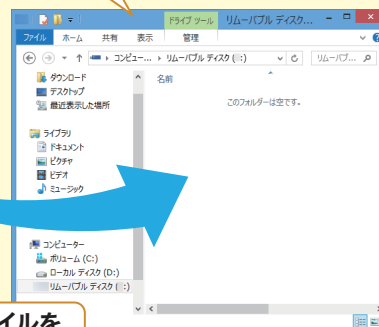 ドライブ ツール リムーバブル ディスク...
ファイル ホーム 共有 表示 管理
コンピュー... リムーバブル ディスク ( :) リムーバブ...
ダウンロード
デスクトップ
最近表示した場所
ライブラリ
ドキュメント
ピクチャ
ビデオ
ミュージック
コンピューター
ボリューム (C:)
ローカル ディスク (D:)
リムーバブル ディスク ( :)
名前
このフォルダーは空です。
イルを